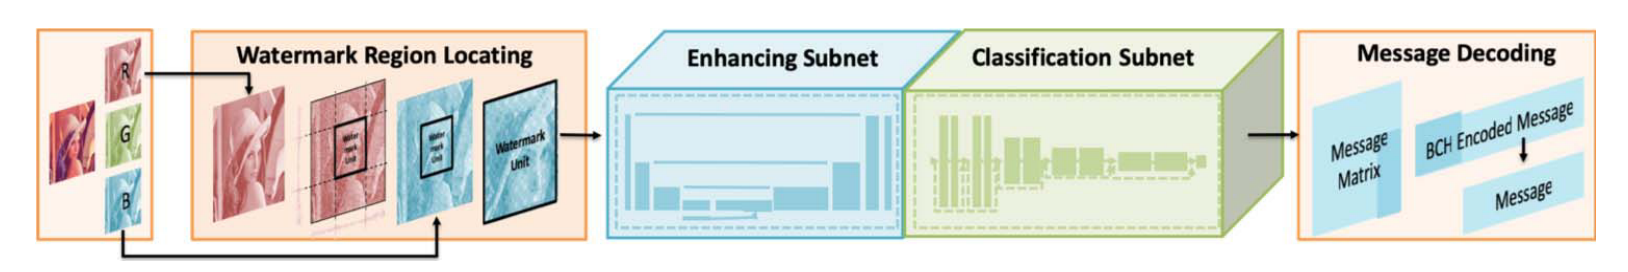 R
G
B
Watermark Region Locating
Water
mark
Unit
Water
mark
Unit
Watermark
Unit
Enhancing Subnet
Classification Subnet
Message Decoding
Message
Matrix
BCH Encoded Message
Message